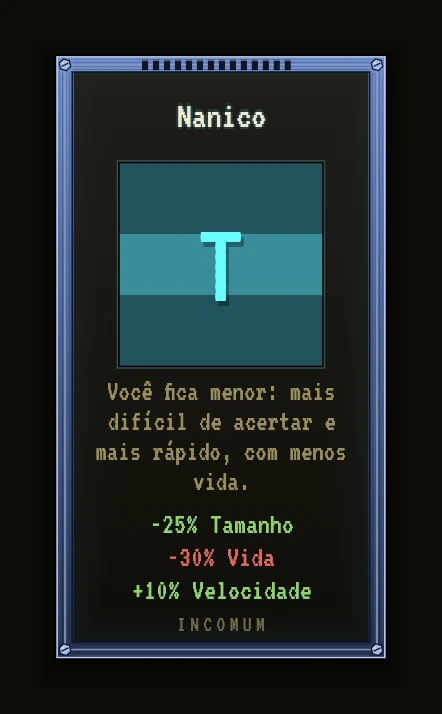 Nanico
T
Você fica menor: mais
difícil de acertar e
mais rápido, com menos
vida.
-25% Tamanho
-30% Vida
+10% Velocidade
INCOMUM